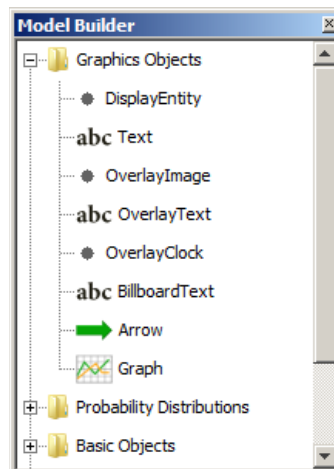 Model Builder
Graphics Objects
DisplayEntity
abc Text
OverlayImage
abc OverlayText
OverlayClock
abc BillboardText
Arrow
Graph
Probability Distributions
Basic Objects